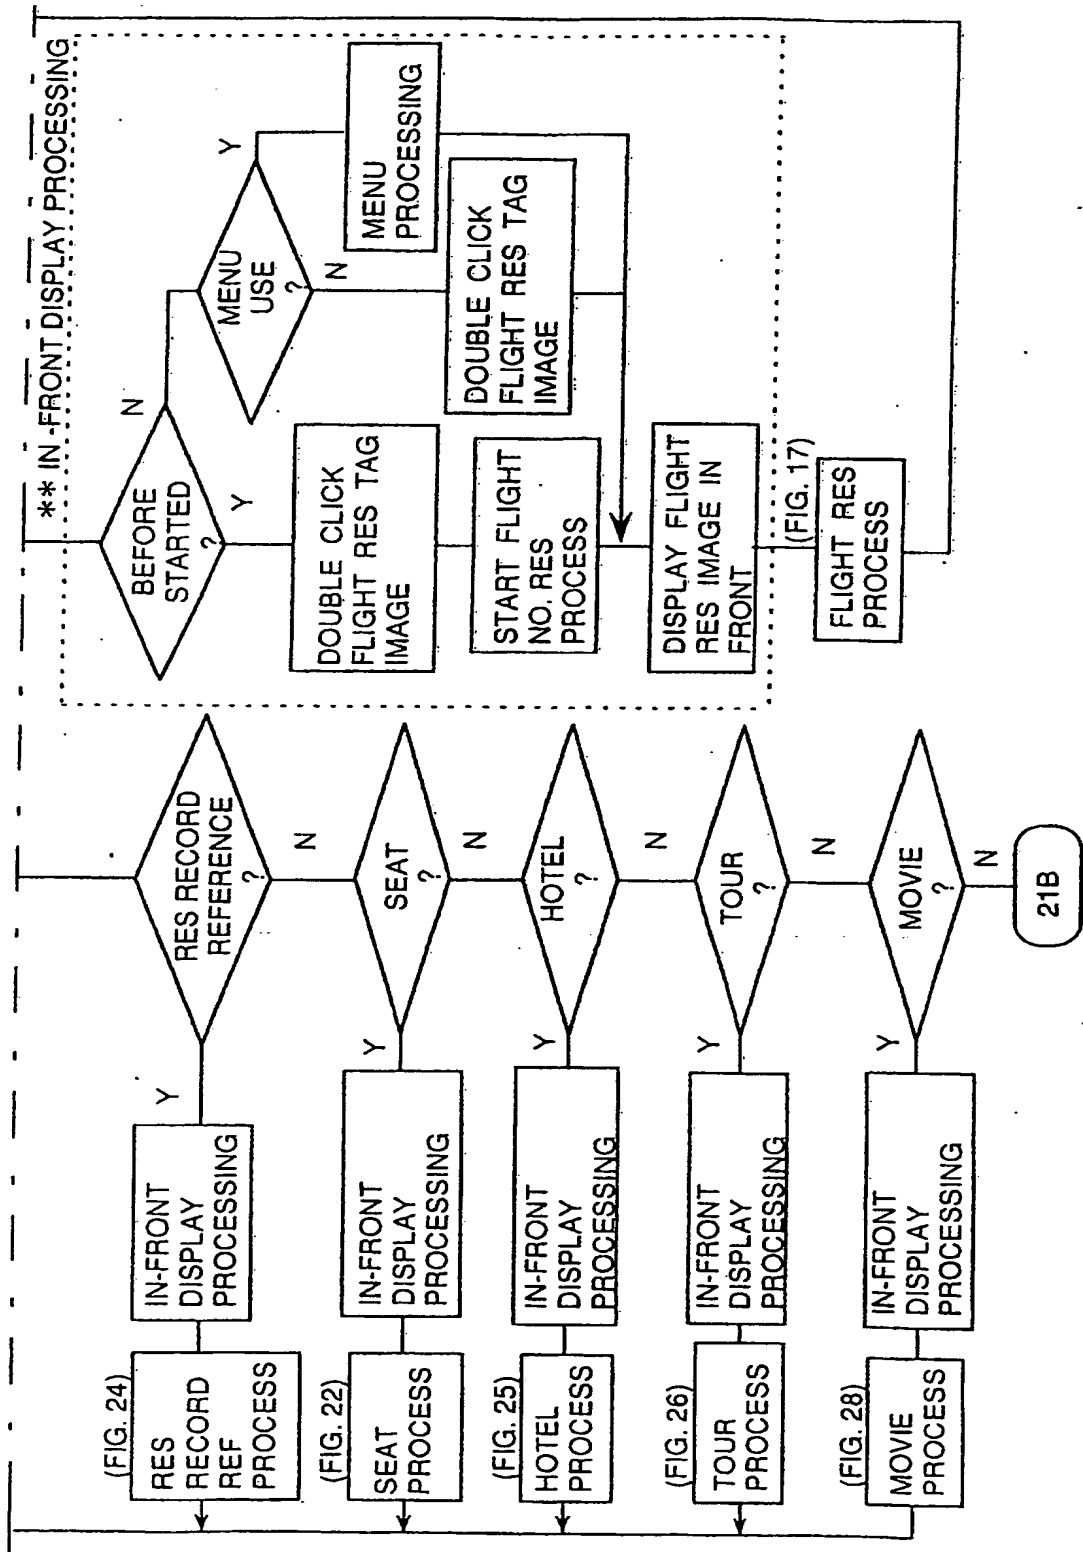 ** IN -FRONT DISPLAY PROCESSING
RES RECORD
REFERENCE
?
Y
N
IN-FRONT
DISPLAY
PROCESSING
(FIG. 24)
RES
RECORD
REF
PROCESS
SEAT
?
Y
N
IN-FRONT
DISPLAY
PROCESSING
(FIG. 22)
SEAT
PROCESS
HOTEL
?
Y
N
IN-FRONT
DISPLAY
PROCESSING
(FIG. 25)
HOTEL
PROCESS
TOUR
?
Y
N
IN-FRONT
DISPLAY
PROCESSING
(FIG. 26)
TOUR
PROCESS
MOVIE
?
Y
N
IN-FRONT
DISPLAY
PROCESSING
(FIG. 28)
MOVIE
PROCESS
21B
BEFORE
STARTED
?
N
Y
DOUBLE CLICK
FLIGHT RES TAG
IMAGE
START FLIGHT
NO. RES
PROCESS
DISPLAY FLIGHT
RES IMAGE IN
FRONT
MENU
USE
?
Y
N
MENU
PROCESSING
DOUBLE CLICK
FLIGHT RES TAG
IMAGE
(FIG. 17)
FLIGHT RES
PROCESS